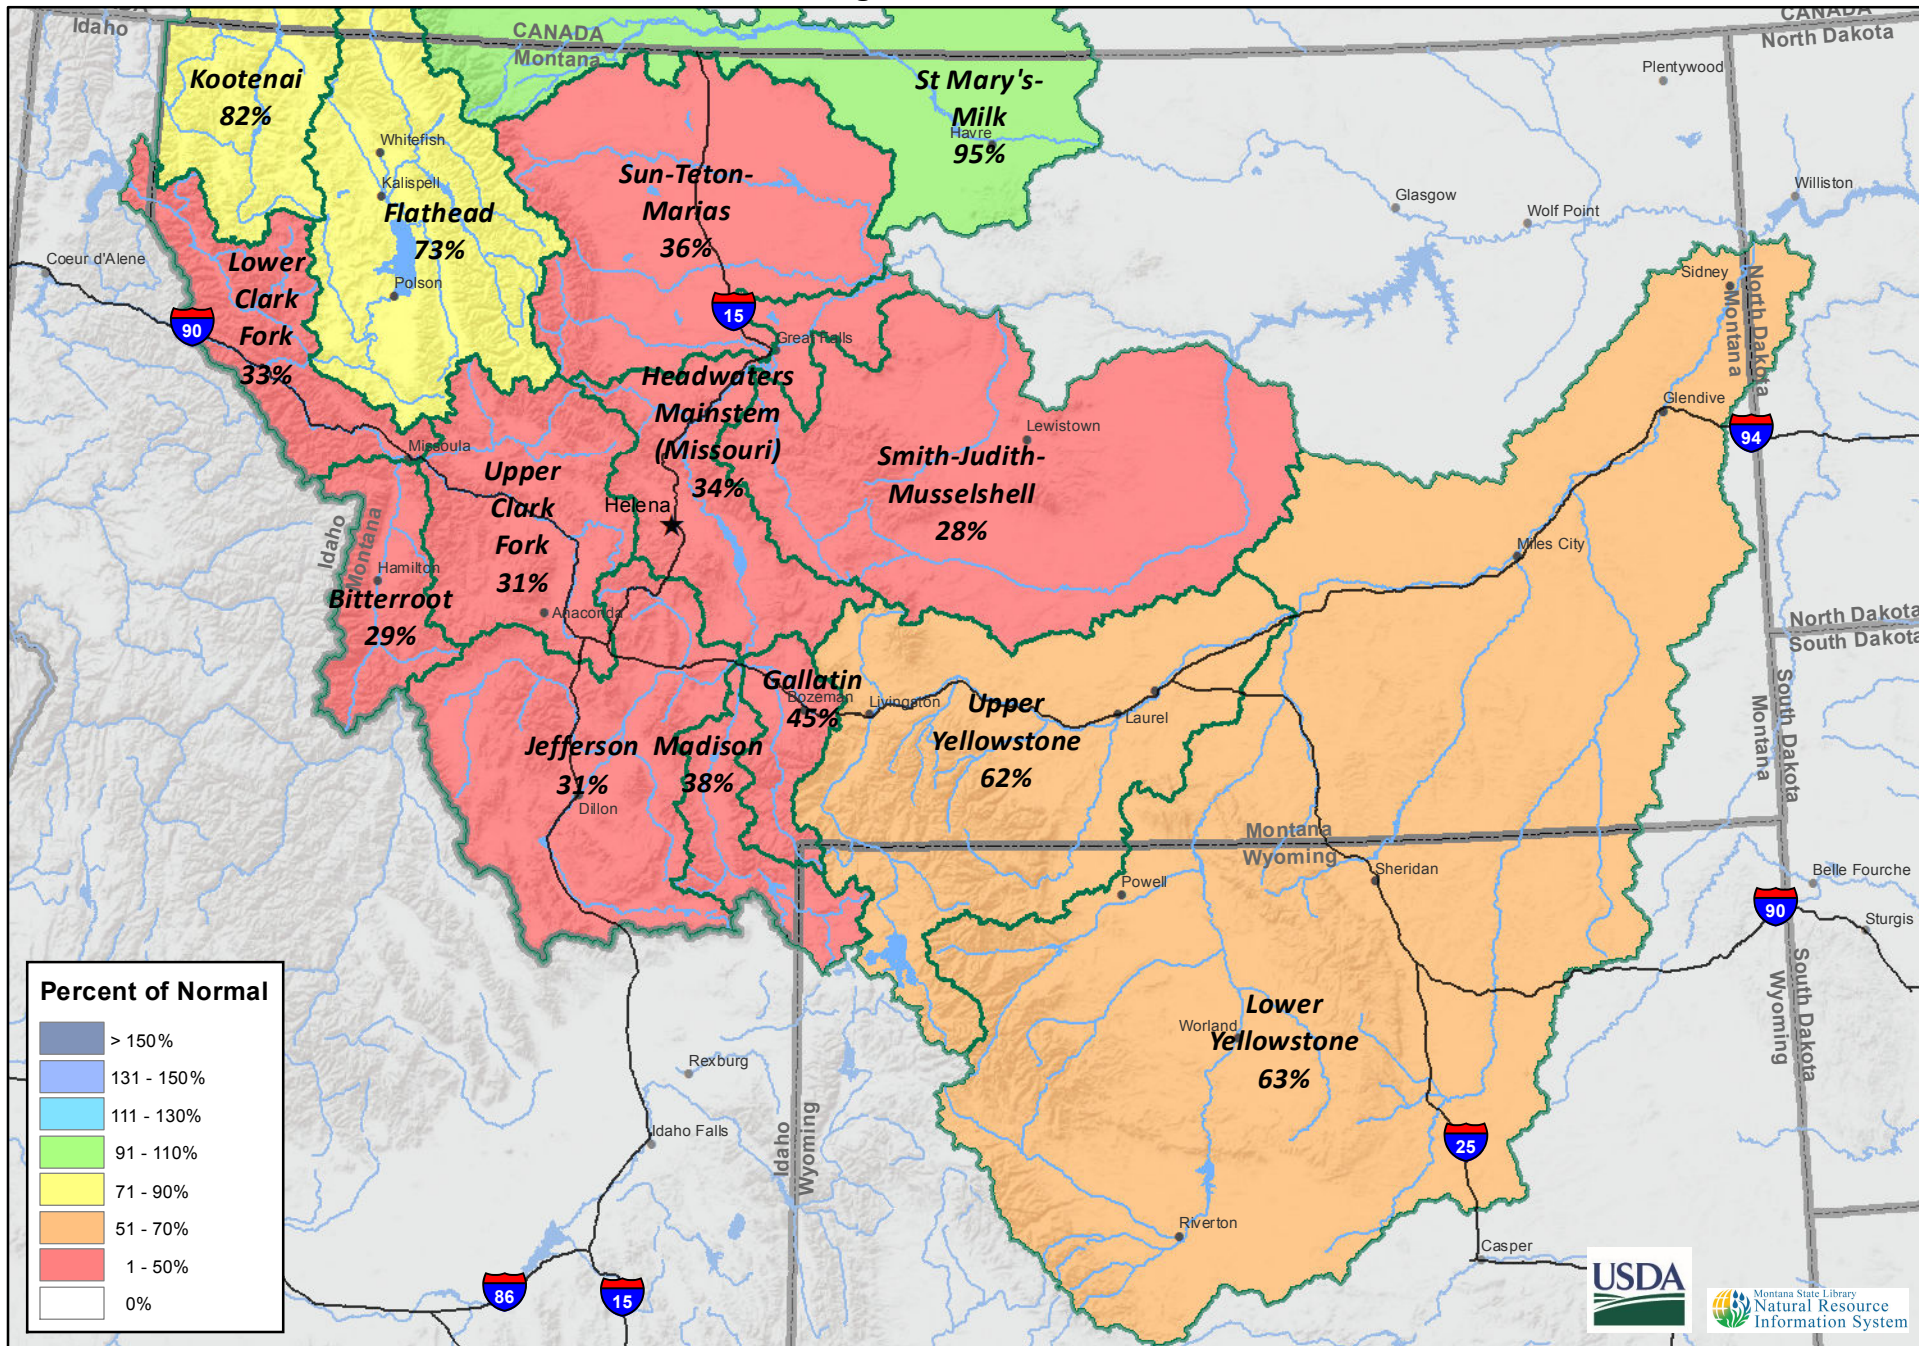 Idaho
CANADA
Montana
CANADA
North Dakota
Kootenai
82%
St Mary's-
Milk
Havre
95%
Plentywood
Whitefish
Kalispell
Flathead
73%
Polson
Sun-Teton-
Marias
36%
Glasgow
Wolf Point
Williston
Coeur d'Alene
Lower
Clark
Fork
33%
90
15
Great Falls
Sidney
North Dakota
Montana
Glendive
94
Headwaters
Mainstem
(Missouri)
34%
Lewistown
Smith-Judith-
Musselshell
28%
Missoula
Upper
Clark
Fork
31%
Helena
Idaho
Montana
Hamilton
Bitterroot
29%
Anaconda
Miles City
North Dakota
South Dakota
Gallatin
Bozeman
45%
Livingston
Laurel
Upper
Yellowstone
62%
Jefferson
31%
Dillon
Madison
38%
South Dakota
Montana
Montana
Wyoming
Powell
Sheridan
Belle Fourche
90
Sturgis
South Dakota
Wyoming
Lower
Worland
Yellowstone
63%
Rexburg
Idaho Falls
Idaho
Wyoming
25
Riverton
Casper
86
15
Percent of Normal
> 150%
131 - 150%
111 - 130%
91 - 110%
71 - 90%
51 - 70%
1 - 50%
0%
USDA
Montana State Library
Natural Resource
Information System